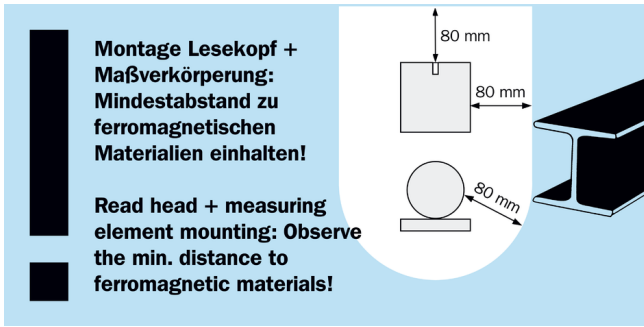 Montage Lesekopf +
Maßverkörperung:
Mindestabstand zu
ferromagnetischen
Materialien einhalten!
Read head + measuring
element mounting: Observe
the min. distance to
ferromagnetic materials!
80 mm
80 mm
80 mm